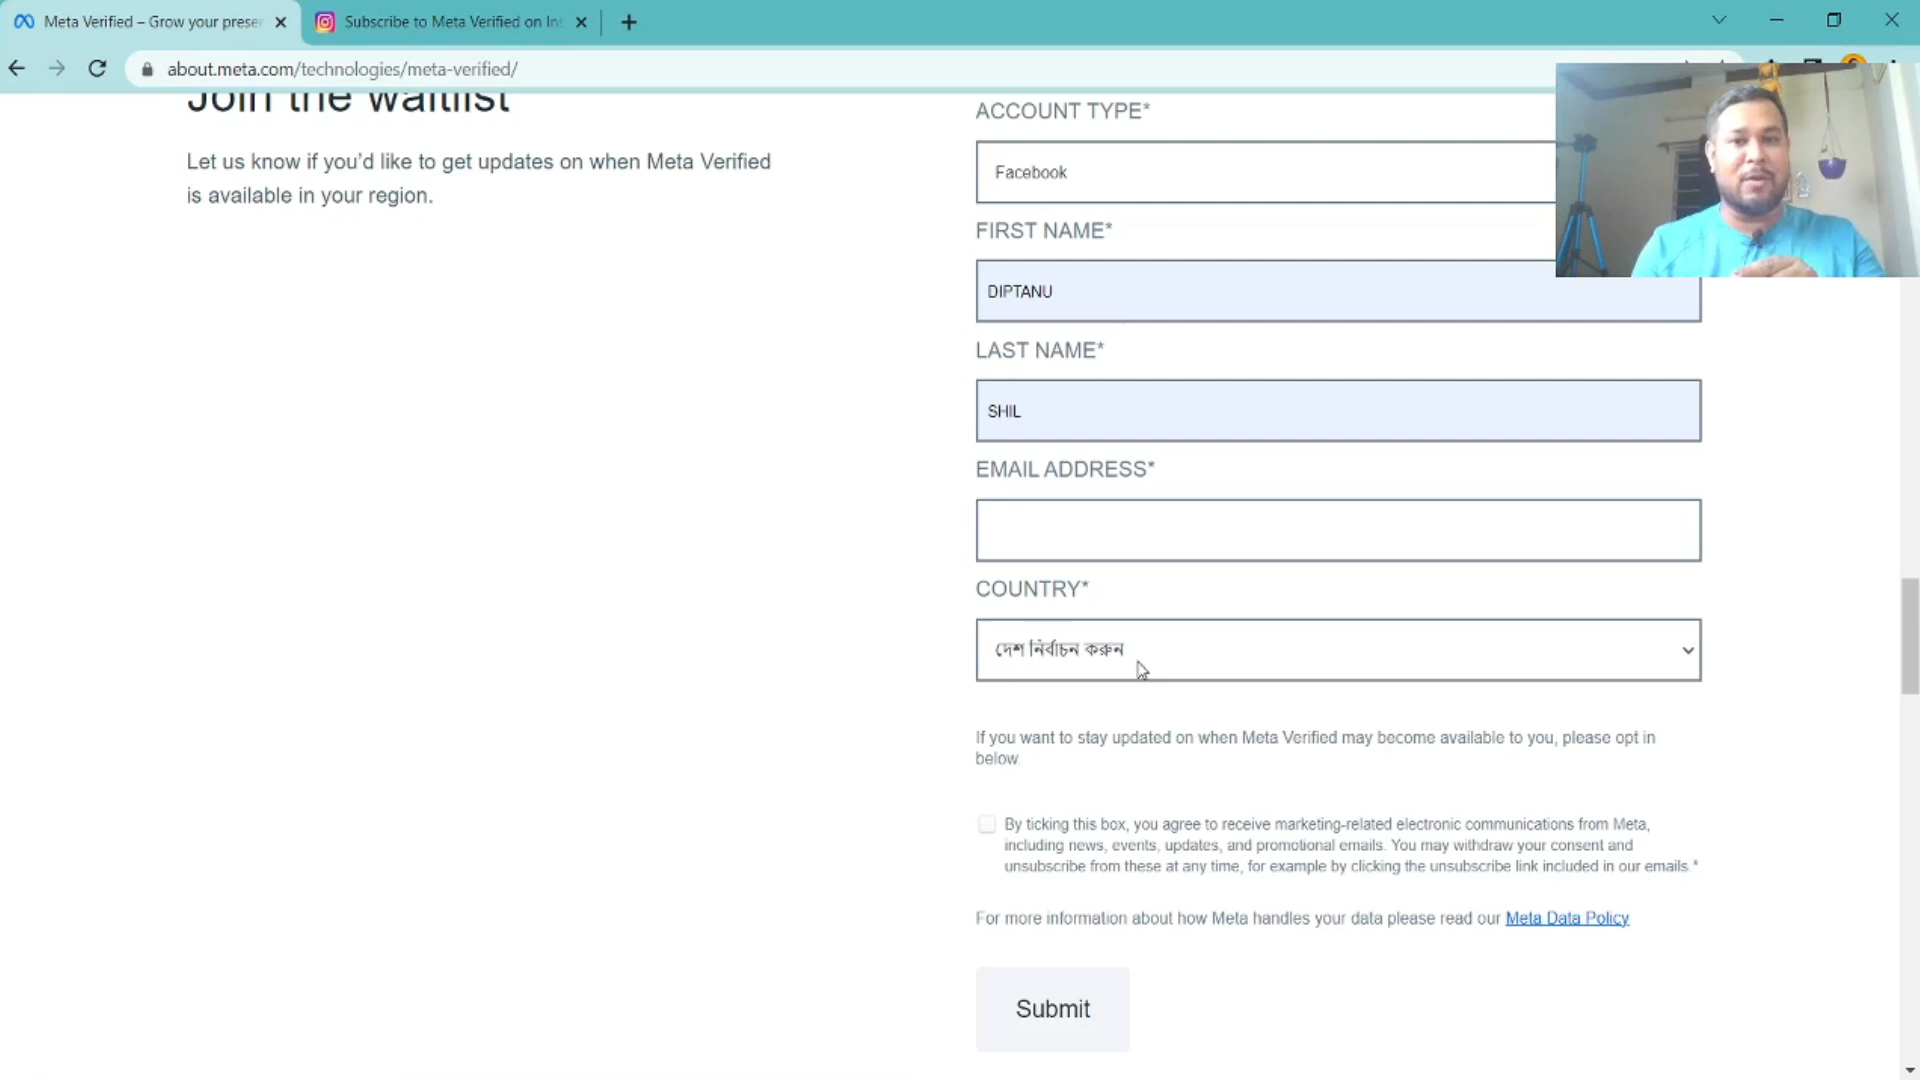 Meta Verified – Grow your prese
Subscribe to Meta Verified on Ins
about.meta.com/technologies/meta-verified/
Join the waitlist
Let us know if you’d like to get updates on when Meta Verified
is available in your region.
ACCOUNT TYPE*
Facebook
FIRST NAME*
DIPTANU
LAST NAME*
SHIL
EMAIL ADDRESS*
COUNTRY*
দেশ নির্বাচন করুন
If you want to stay updated on when Meta Verified may become available to you, please opt in
below.
By ticking this box, you agree to receive marketing-related electronic communications from Meta,
including news, events, updates, and promotional emails. You may withdraw your consent and
unsubscribe from these at any time, for example by clicking the unsubscribe link included in our emails.*
For more information about how Meta handles your data please read our Meta Data Policy
Submit